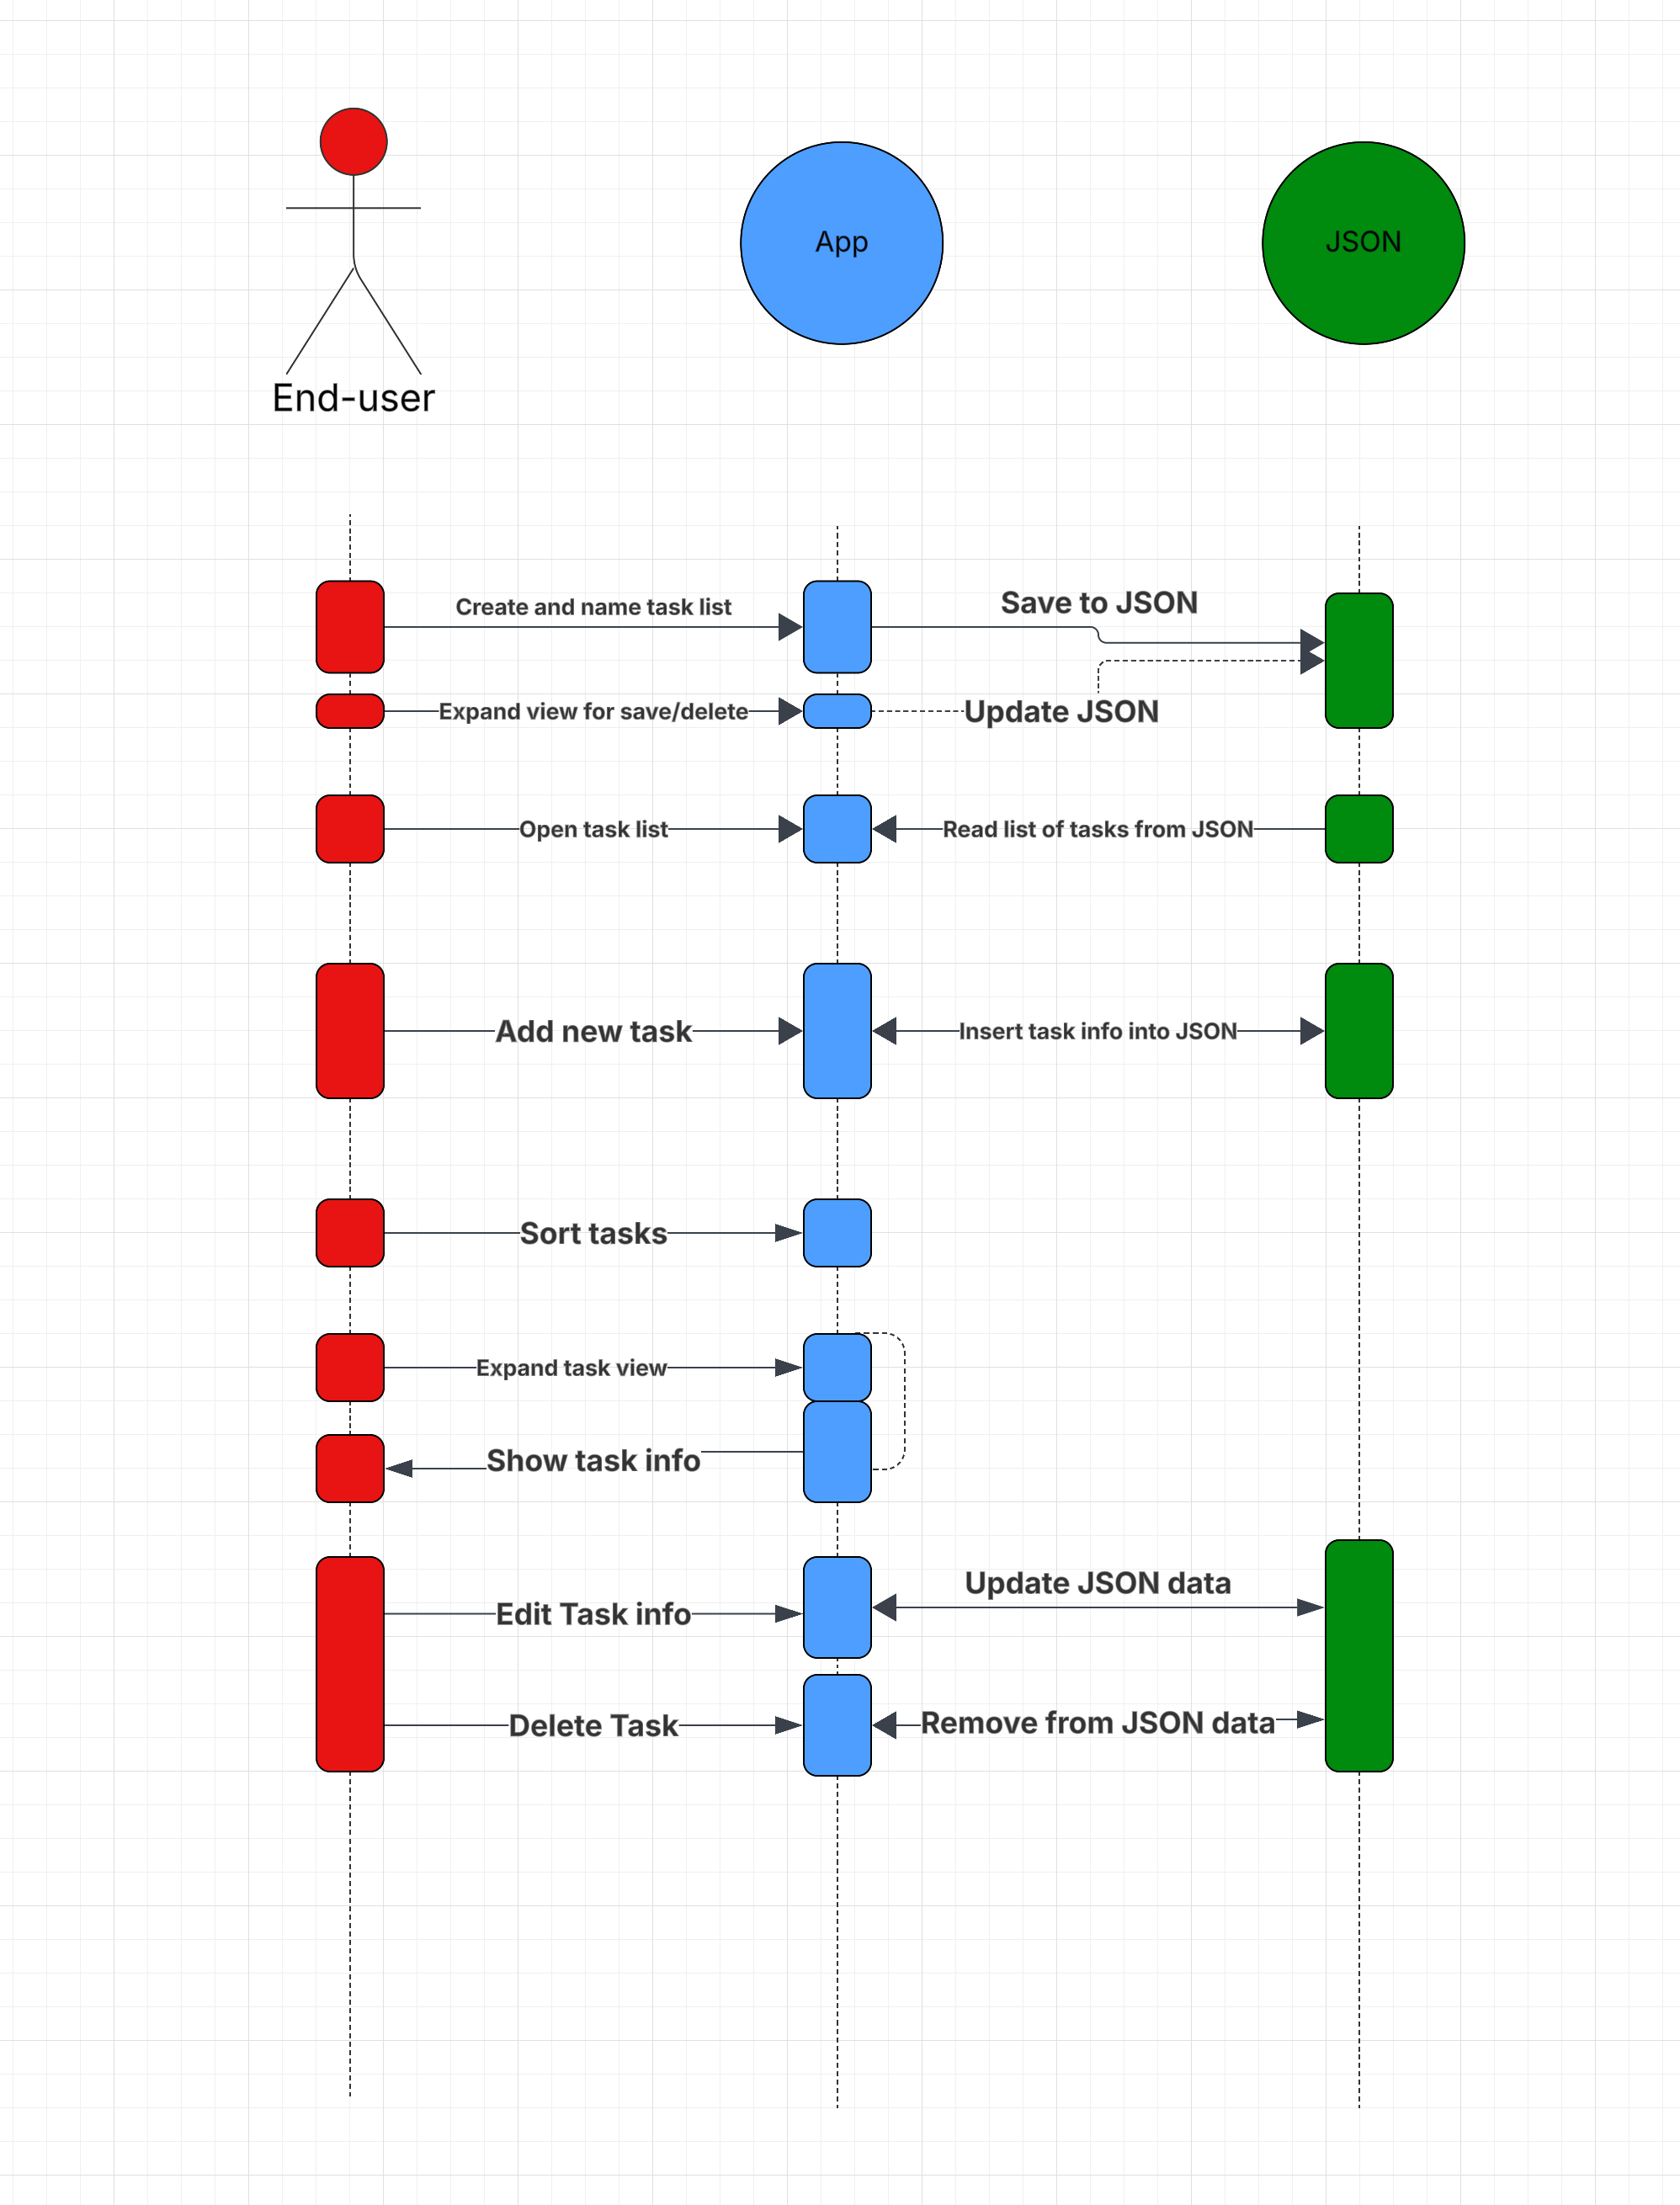 App
JSON
End-user
Create and name task list
Save to JSON
Expand view for save/delete
Update JSON
Open task list
Read list of tasks from JSON
Add new task
Insert task info into JSON
Sort tasks
Expand task view
Show task info
Update JSON data
Edit Task info
Delete Task
Remove from JSON data